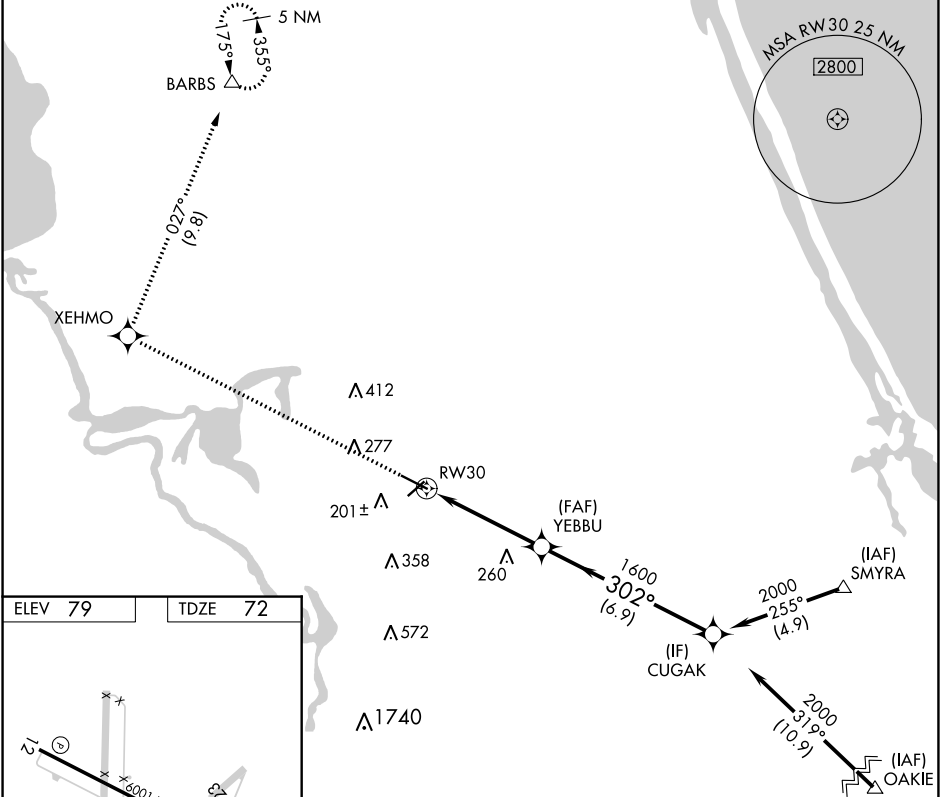 5 NM
175°
355°
BARBS
MSA RW30 25 NM
2800
027°
(9.8)
XEHMO
412
277
RW30
201±
(FAF)
YEBBU
358
260
1600
302°
(6.9)
(IAF)
SMYRA
2000
255°
(4.9)
ELEV 79
TDZE 72
572
(IF)
CUGAK
1740
2000
319°
(10.9)
(IAF)
OAKIE
12
P
X
X
X
X
6001
23